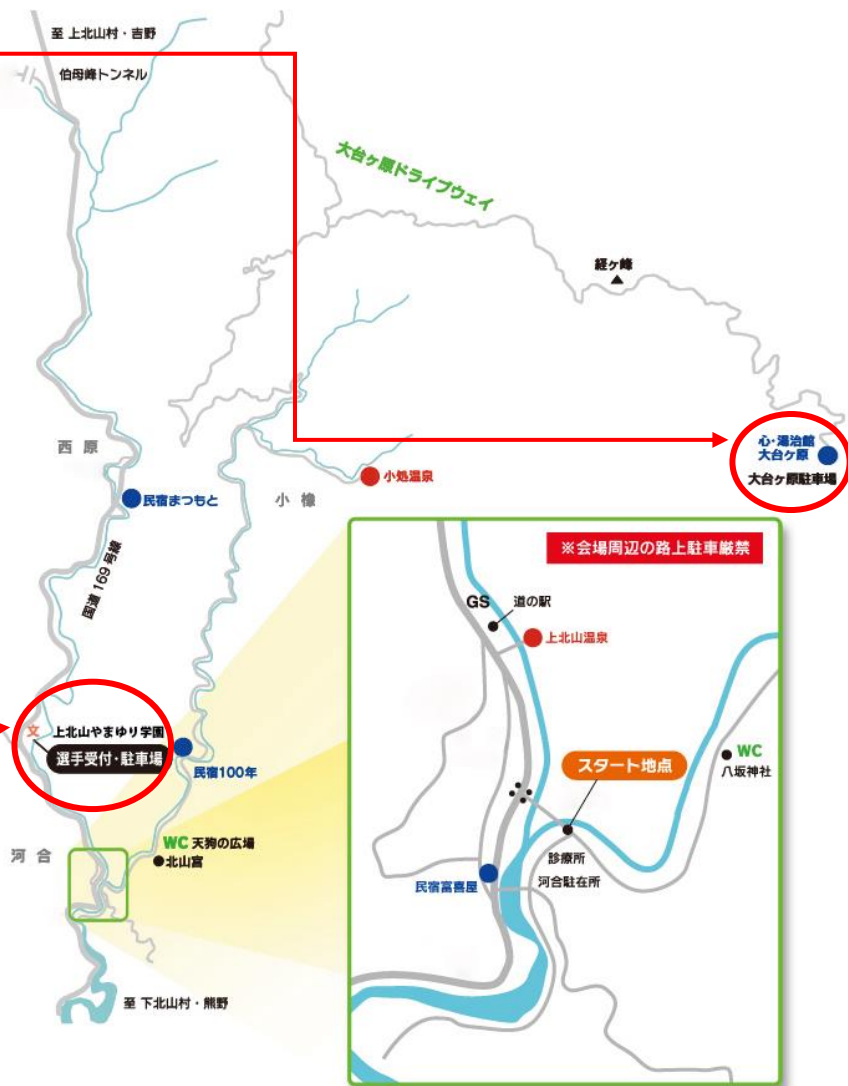 至 上北山村・吉野
伯母峰トンネル
大台ヶ原ドライブウェイ
経ヶ峰
心・湯治館
大台ヶ原
大台ヶ原駐車場
西原
民宿まつもと
小処温泉
小橡
国道169号線
※会場周辺の路上駐車厳禁
GS
道の駅
上北山温泉
文
上北山やまゆり学園
選手受付・駐車場
民宿100年
スタート地点
WC
八坂神社
WC 天狗の広場
北山宮
河合
診療所
河合駐在所
民宿富喜屋
至 下北山村・熊野